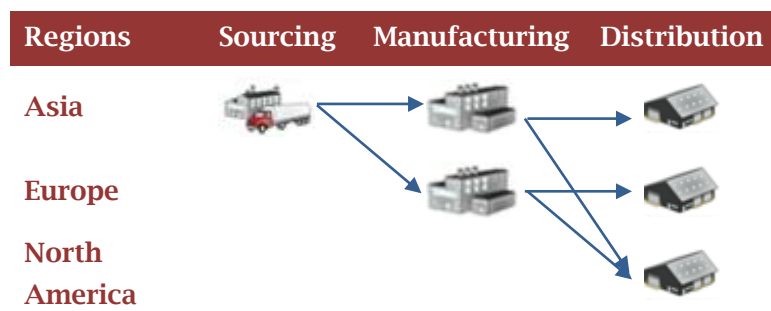 Regions Sourcing Manufacturing Distribution
Asia
Europe
North
America